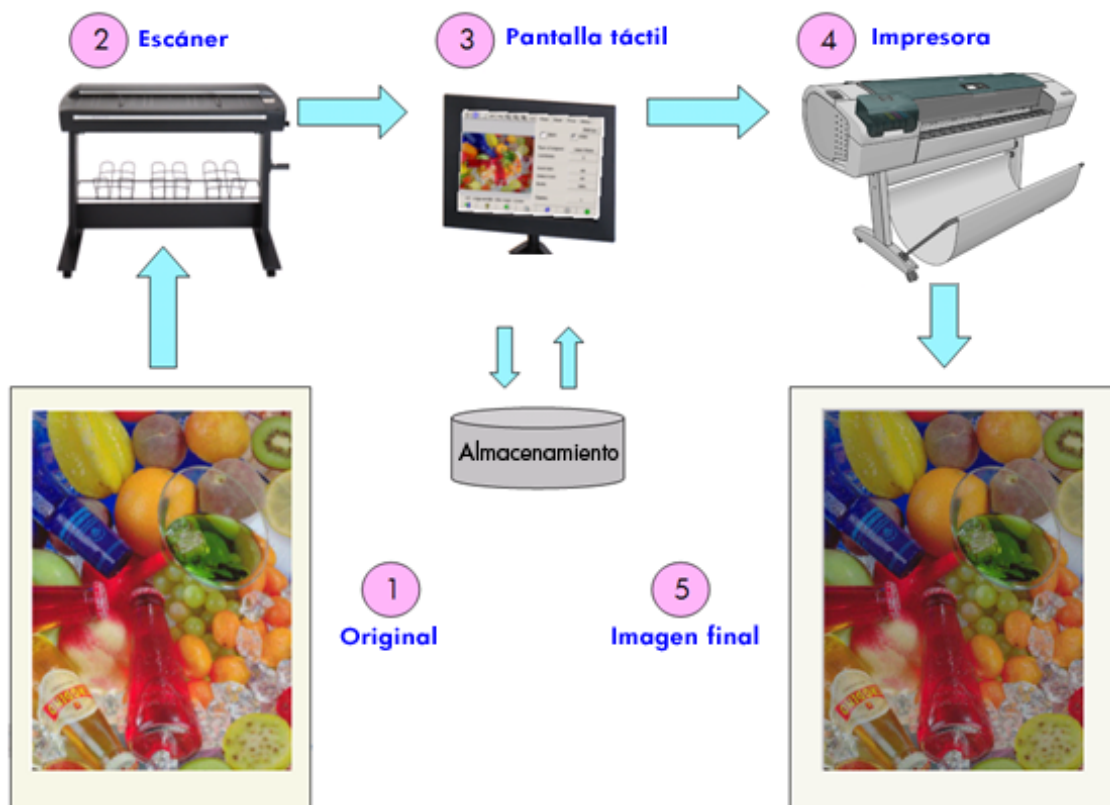 2 Escáner
3 Pantalla táctil
4 Impresora
Almacenamiento
1
Original
5
Imagen final